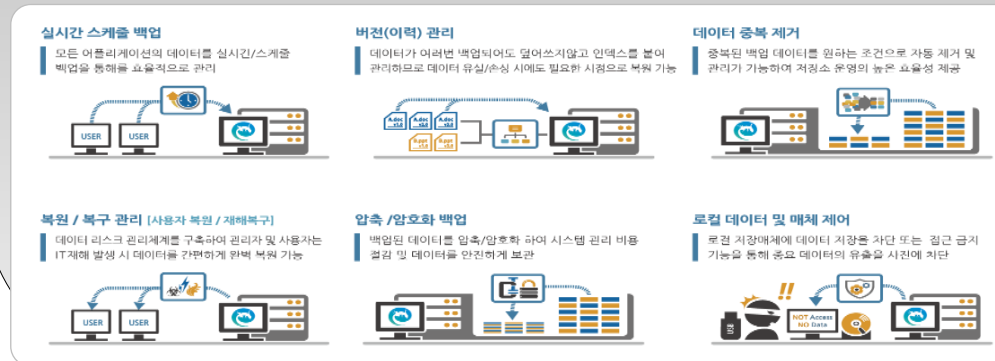 실시간 스케줄 백업
모든 어플리케이션의 데이터를 실시간/스케줄
백업을 통해를 효율적으로 관리
USER
USER
버전(이력) 관리
데이터가 여러번 백업되어도 덮어쓰지않고 인덱스를 붙여
관리하므로 데이터 유실/손상 시에도 필요한 시점으로 복원 가능
A.doc
A.doc
A.doc
B.ppt
B.ppt
데이터 중복 제거
중복된 백업 데이터를 원하는 조건으로 자동 제거 및
관리가 가능하여 저장소 운영의 높은 효율성 제공
복원 / 복구 관리 [사용자 복원 / 재해복구]
데이터 리스크 관리체계를 구축하여 관리자 및 사용자는
IT재해 발생 시 데이터를 간편하게 완벽 복원 가능
USER
USER
압축 /암호화 백업
백업된 데이터를 압축/암호화 하여 시스템 관리 비용
절감 및 데이터를 안전하게 보관
로컬 데이터 및 매체 제어
로컬 저장매체에 데이터 저장을 차단 또는 접근 금지
기능을 통해 중요 데이터의 유출을 사전에 차단
!!
USB
NOT Access
NO Data